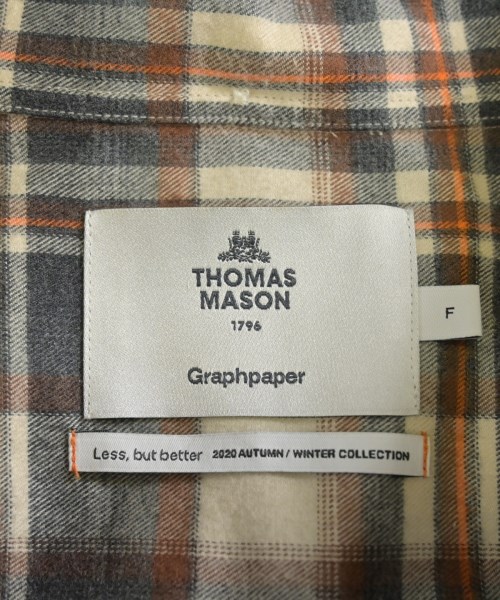 THOMAS
MASON
1796
Graphpaper
F
Less, but better 2020 AUTUMN / WINTER COLLECTION